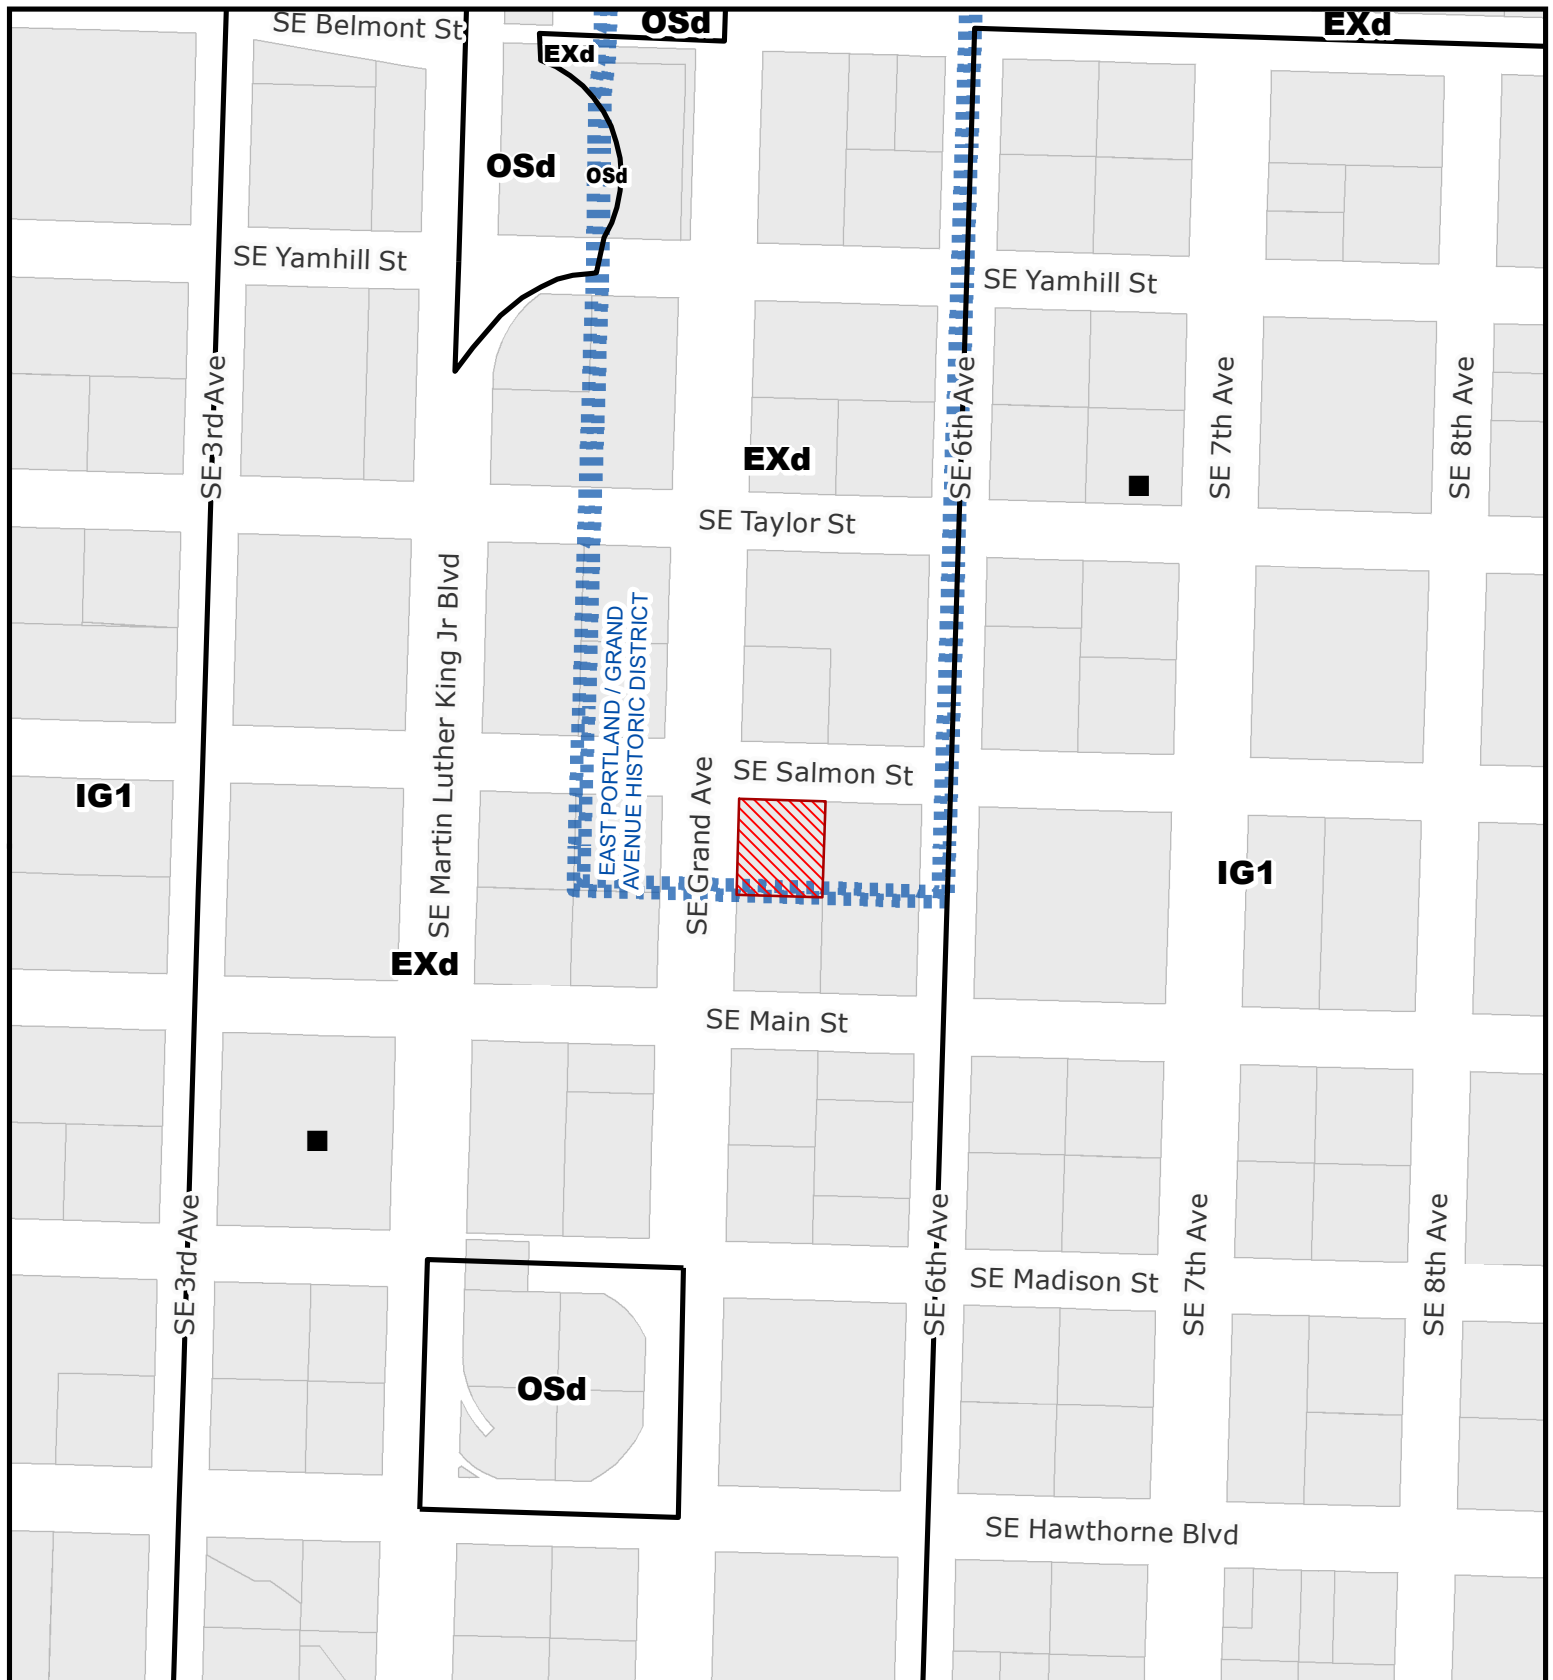 SE Belmont St
OSd
EXd
EXd
OSd
OSd
SE Yamhill St
SE Yamhill St
SE 3rd Ave
SE 6th Ave
SE 7th Ave
SE 8th Ave
EXd
SE Taylor St
SE Martin Luther King Jr Blvd
EAST PORTLAND / GRAND
AVENUE HISTORIC DISTRICT
SE Grand Ave
SE Salmon St
IG1
IG1
EXd
SE Main St
SE 3rd Ave
SE 6th Ave
SE 7th Ave
SE 8th Ave
SE Madison St
OSd
SE Hawthorne Blvd